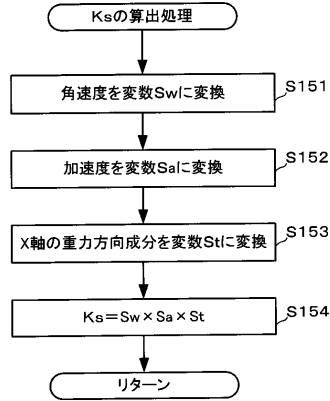 Ksの算出処理
角速度を変数Swに変換
S151
加速度を変数Saに変換
S152
X軸の重力方向成分を変数Stに変換
S153
Ks=Sw×Sa×St
S154
リターン